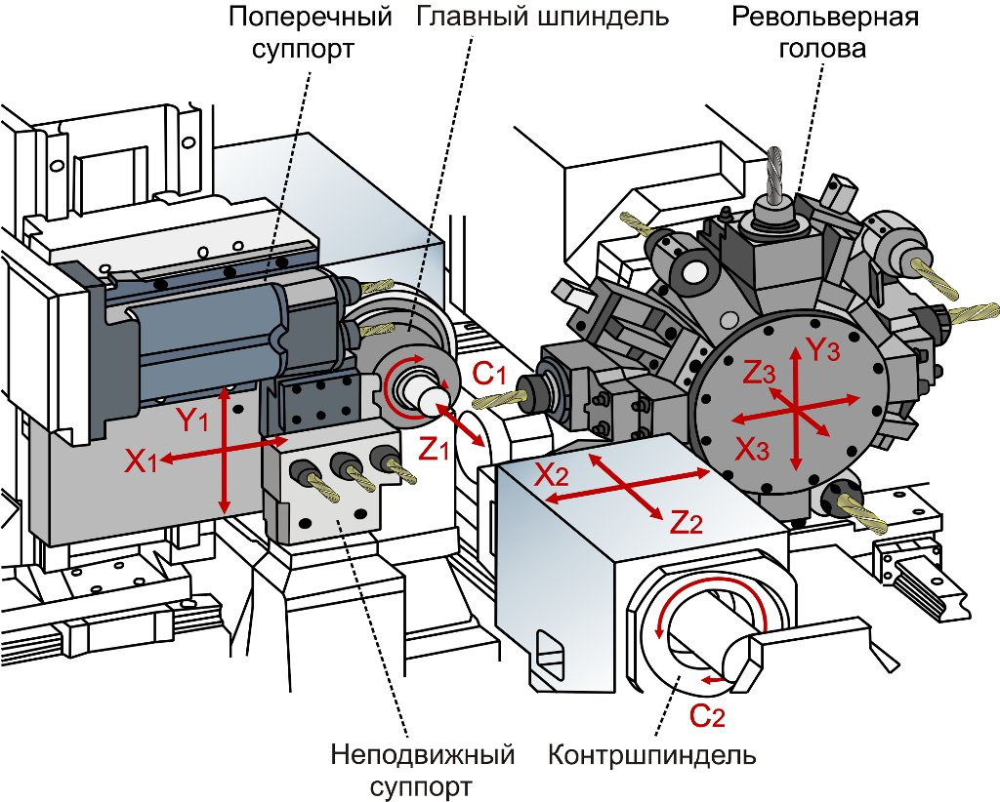 Поперечный
суппорт
Главный шпиндель
Револьверная
голова
C1
Y1
X1
Z1
Y3
Z3
X3
X2
Z2
C2
Неподвижный
суппорт
Контршпиндель